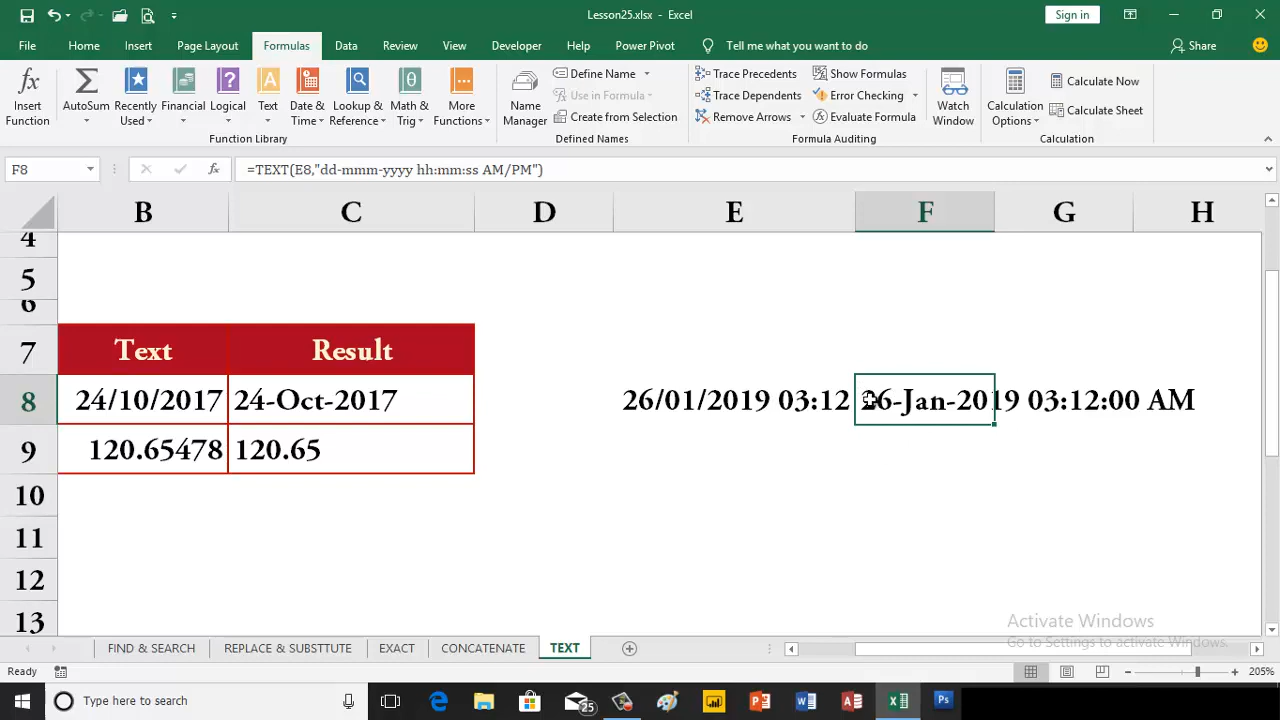 Lesson25.xlsx - Excel
Sign in
File Home Insert Page Layout Formulas Data Review View Developer Help Power Pivot Tell me what you want to do Share
Insert Function
AutoSum
Recently Used
Financial
Logical
Text
Date & Time
Lookup & Reference
Math & Trig
More Functions
Function Library
Name Manager
Define Name
Use in Formula
Create from Selection
Defined Names
Trace Precedents
Trace Dependents
Remove Arrows
Show Formulas
Error Checking
Evaluate Formula
Formula Auditing
Watch Window
Calculation Options
Calculate Now
Calculate Sheet
Calculation
F8 fx =TEXT(E8,"dd-mmm-yyyy hh:mm:ss AM/PM")
B C D E F G H
4
5
6
7 Text Result
8 24/10/2017 24-Oct-2017 26/01/2019 03:12 26-Jan-2019 03:12:00 AM
9 120.65478 120.65
10
11
12
13
Activate Windows
Go to Settings to activate Windows.
FIND & SEARCH REPLACE & SUBSTITUTE EXACT CONCATENATE TEXT
Ready 205%
Type here to search 25